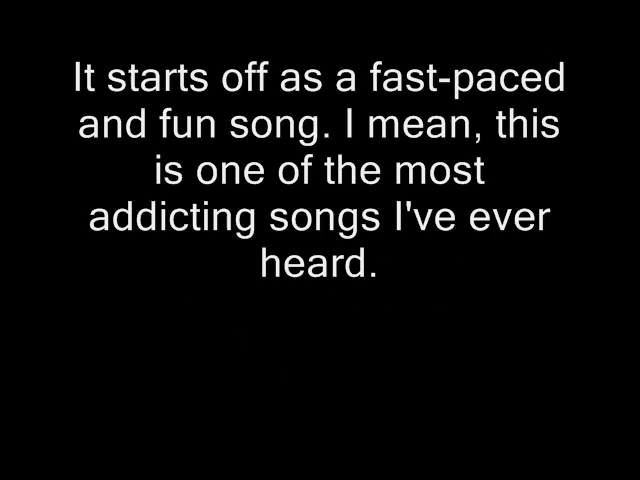 It starts off as a fast-paced
and fun song. I mean, this
is one of the most
addicting songs I've ever
heard.